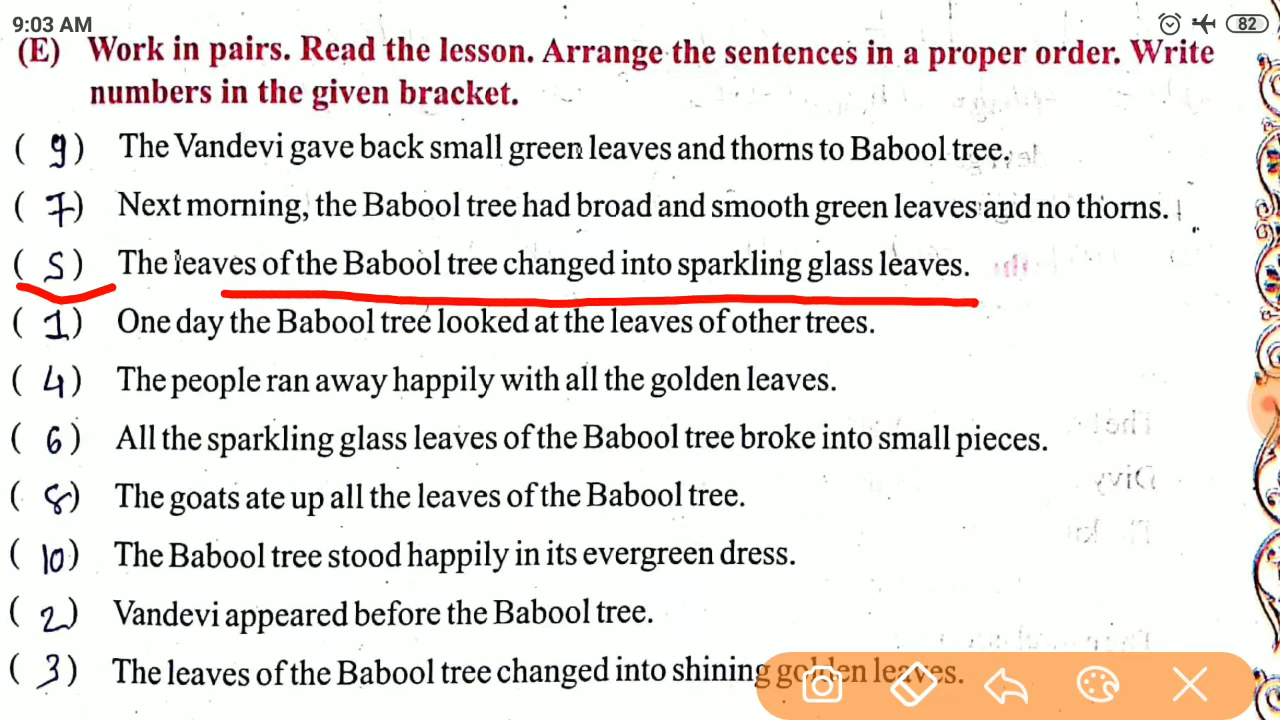 9:03 AM 82
(E) Work in pairs. Read the lesson. Arrange the sentences in a proper order. Write
numbers in the given bracket.
( 9 ) The Vandevi gave back small green leaves and thorns to Babool tree.
( 7 ) Next morning, the Babool tree had broad and smooth green leaves and no thorns.
( 5 ) The leaves of the Babool tree changed into sparkling glass leaves.
( 1 ) One day the Babool tree looked at the leaves of other trees.
( 4 ) The people ran away happily with all the golden leaves.
( 6 ) All the sparkling glass leaves of the Babool tree broke into small pieces.
( 8 ) The goats ate up all the leaves of the Babool tree.
( 10 ) The Babool tree stood happily in its evergreen dress.
( 2 ) Vandevi appeared before the Babool tree.
( 3 ) The leaves of the Babool tree changed into shining golden leaves.